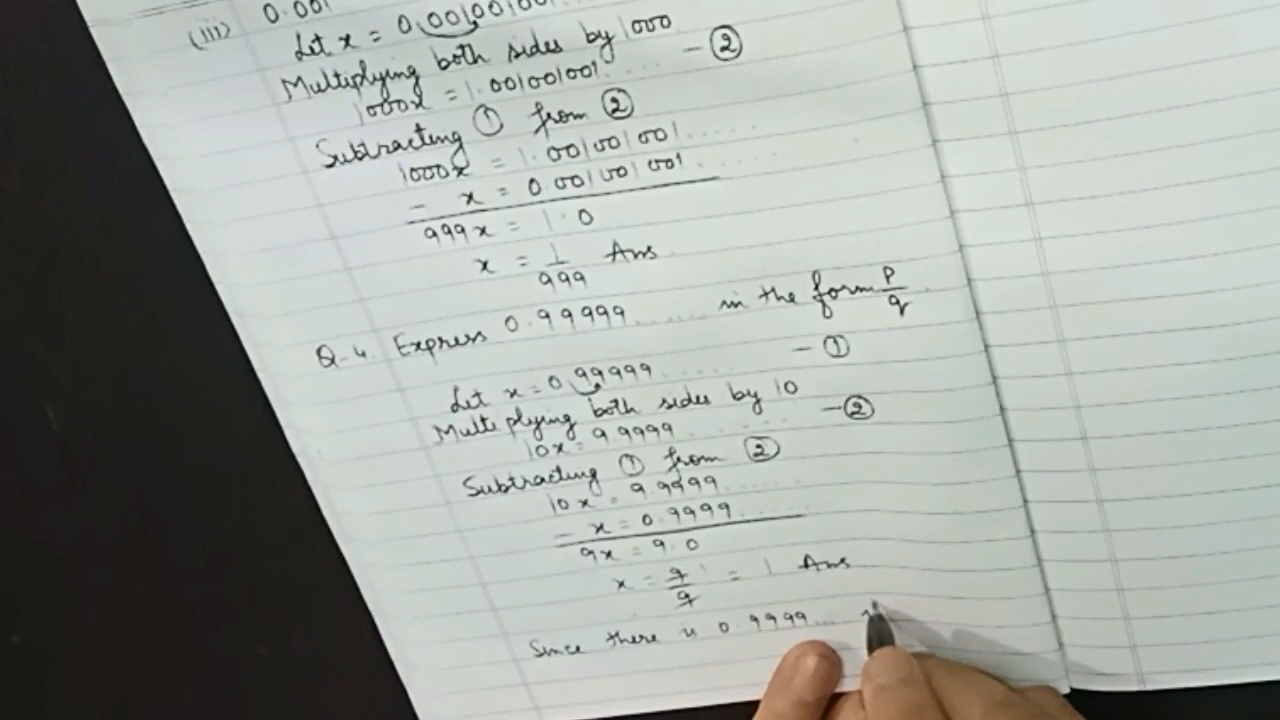 (iii) 0.001
Let x = 0.001001001.....
Multiplying both sides by 1000
1000x = 1.001001001..... - ②
Subtracting ① from ②
1000x = 1.001001001.....
- x = 0.001001001.....
999x = 1.0
x = 1/999 Ans
Q-4. Express 0.99999...... in the form p/q
Let x = 0.99999..... - ①
Multiplying both sides by 10
10x = 9.9999...... - ②
Subtracting ① from ②
10x = 9.9999......
- x = 0.9999......
9x = 9.0
x = 9/9 1 = 1 Ans
Since there is 0.9999...